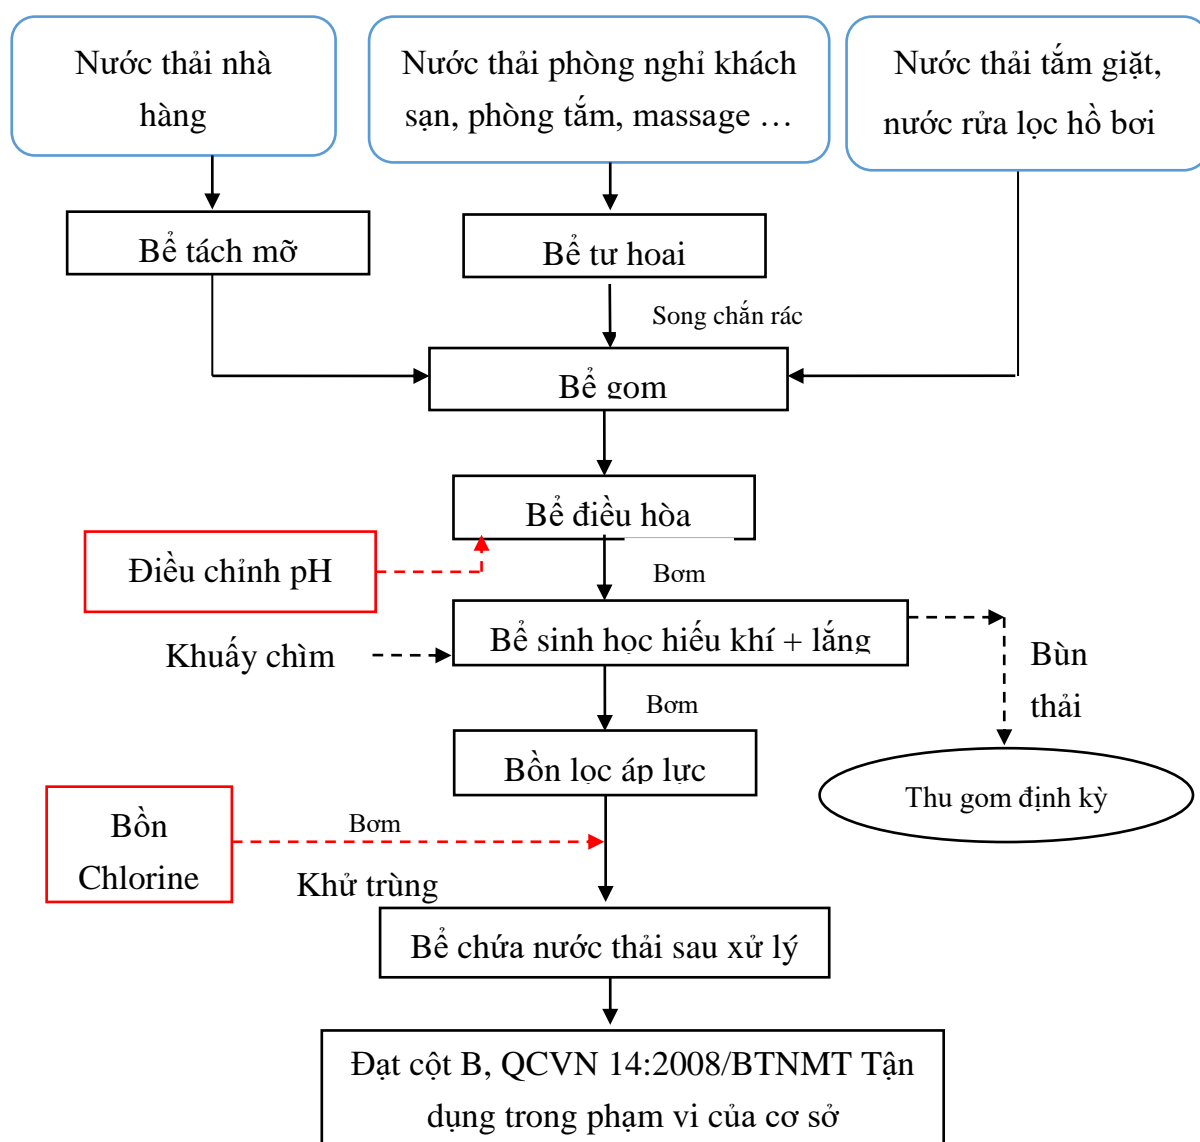 Nước thải nhà
hàng
Nước thải phòng nghỉ khách
sạn, phòng tắm, massage …
Nước thải tắm giặt,
nước rửa lọc hồ bơi
Bể tách mỡ
Bể tư hoai
Song chắn rác
Bể gom
Bể điều hòa
Điều chỉnh pH
Bơm
Bể sinh học hiếu khí + lắng
Khuấy chìm
Bùn
thải
Bơm
Bồn lọc áp lực
Thu gom định kỳ
Bồn
Chlorine
Bơm
Khử trùng
Bể chứa nước thải sau xử lý
Đạt cột B, QCVN 14:2008/BTNMT Tận
dụng trong phạm vi của cơ sở